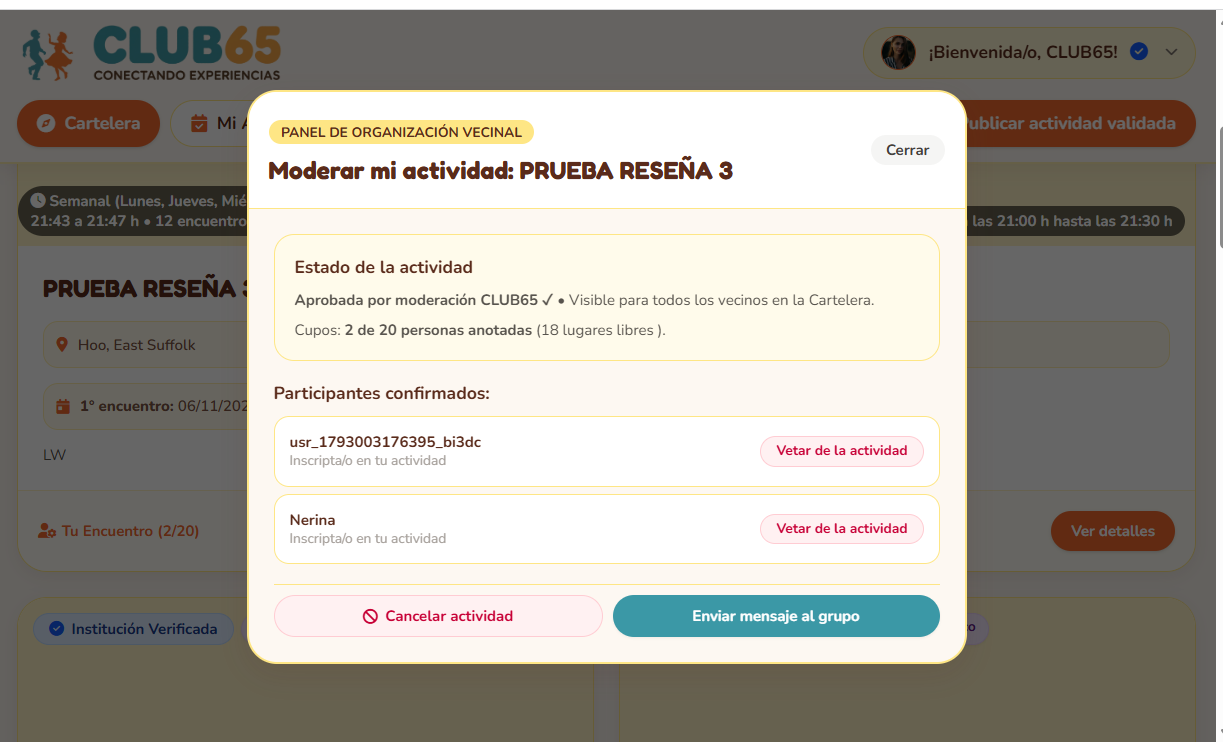 CLUB65
CONECTANDO EXPERIENCIAS
¡Bienvenida/o, CLUB65!
Cartelera
Mi
ublicar actividad validada
PANEL DE ORGANIZACIÓN VECINAL
Moderar mi actividad: PRUEBA RESEÑA 3
Cerrar
Semanal (Lunes, Jueves, Mié
21:43 a 21:47 h • 12 encuentro
las 21:00 h hasta las 21:30 h
PRUEBA RESEÑA
Hoo, East Suffolk
1° encuentro: 06/11/202
LW
Tu Encuentro (2/20)
Ver detalles
Estado de la actividad
Aprobada por moderación CLUB65 ✓ • Visible para todos los vecinos en la Cartelera.
Cupos: 2 de 20 personas anotadas (18 lugares libres ).
Participantes confirmados:
usr_1793003176395_bi3dc
Inscripta/o en tu actividad
Vetar de la actividad
Nerina
Inscripta/o en tu actividad
Vetar de la actividad
Cancelar actividad
Enviar mensaje al grupo
Institución Verificada